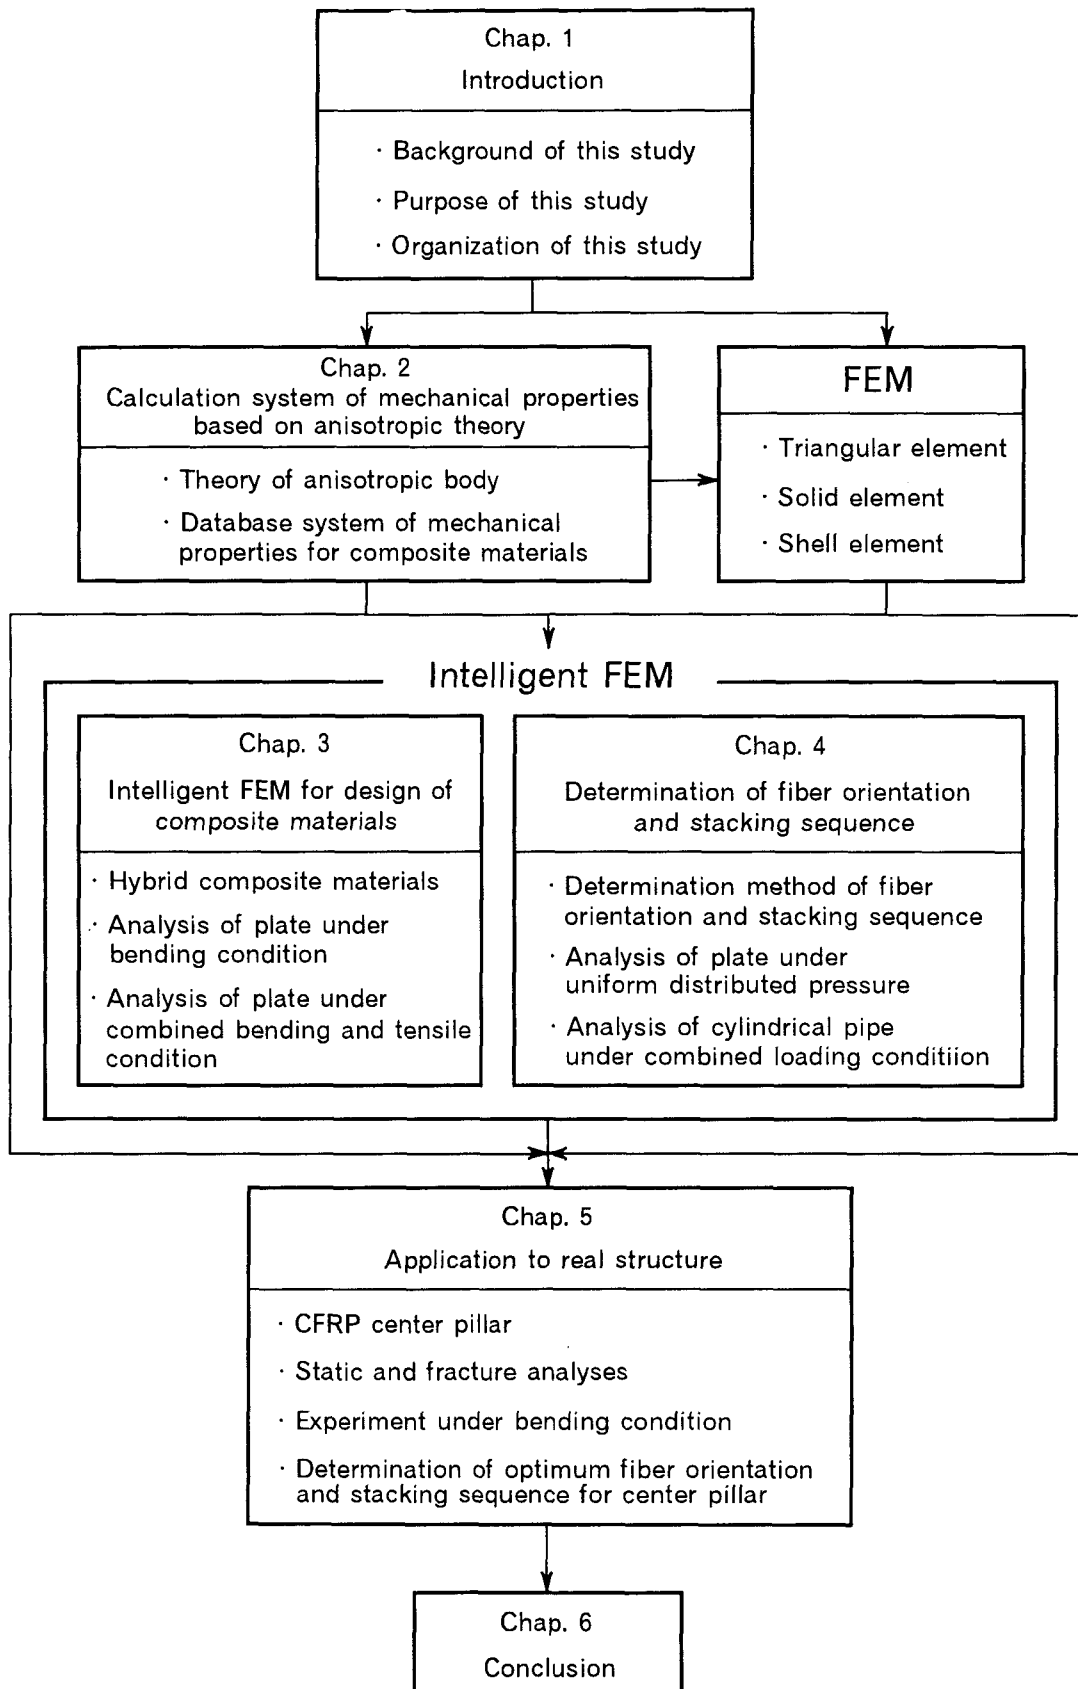 Chap. 1
Introduction
· Background of this study
· Purpose of this study
· Organization of this study
Chap. 2
Calculation system of mechanical properties
based on anisotropic theory
· Theory of anisotropic body
· Database system of mechanical
properties for composite materials
FEM
· Triangular element
· Solid element
· Shell element
Intelligent FEM
Chap. 3
Intelligent FEM for design of
composite materials
· Hybrid composite materials
· Analysis of plate under
bending condition
· Analysis of plate under
combined bending and tensile
condition
Chap. 4
Determination of fiber orientation
and stacking sequence
· Determination method of fiber
orientation and stacking sequence
· Analysis of plate under
uniform distributed pressure
· Analysis of cylindrical pipe
under combined loading conditiion
Chap. 5
Application to real structure
· CFRP center pillar
· Static and fracture analyses
· Experiment under bending condition
· Determination of optimum fiber orientation
and stacking sequence for center pillar
Chap. 6
Conclusion